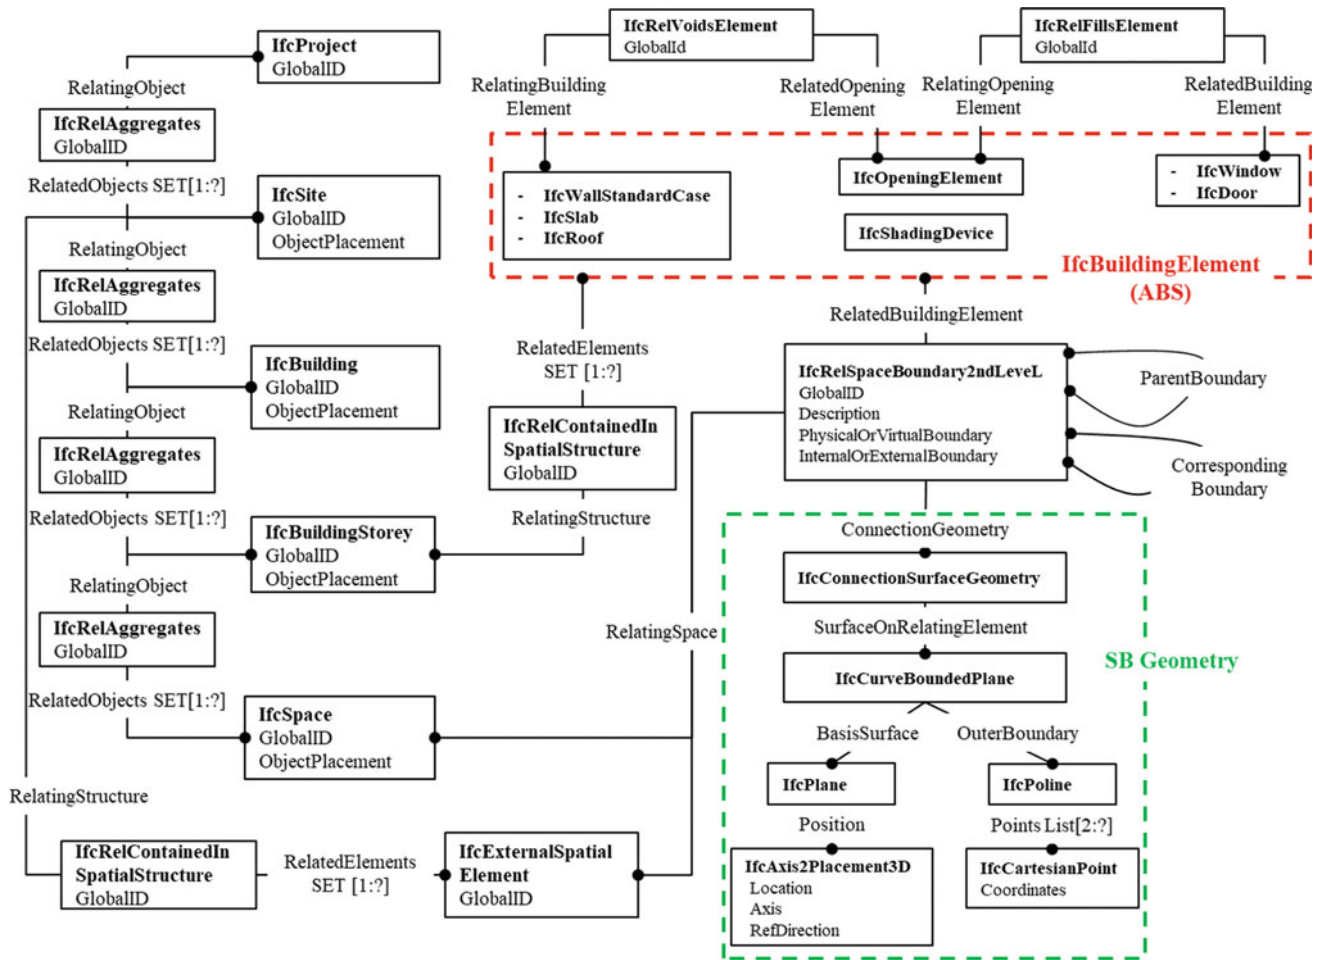 IfcProject
GlobalID
RelatingObject
IfcRelAggregates
GlobalID
RelatedObjects SET[1:?]
IfcSite
GlobalID
ObjectPlacement
RelatingObject
IfcRelAggregates
GlobalID
RelatedObjects SET[1:?]
IfcBuilding
GlobalID
ObjectPlacement
RelatingObject
IfcRelAggregates
GlobalID
RelatedObjects SET[1:?]
IfcBuildingStorey
GlobalID
ObjectPlacement
RelatingObject
IfcRelAggregates
GlobalID
RelatedObjects SET[1:?]
IfcSpace
GlobalID
ObjectPlacement
RelatingStructure
IfcRelContainedIn
SpatialStructure
GlobalID
RelatedElements
SET [1:?]
IfcExternalSpatial
Element
GlobalID
IfcRelVoidsElement
GlobalId
IfcRelFillsElement
GlobalId
RelatingBuilding
Element
RelatedOpening
Element
RelatingOpening
Element
RelatedBuilding
Element
- IfcWallStandardCase
- IfcSlab
- IfcRoof
IfcOpeningElement
IfcShadingDevice
- IfcWindow
- IfcDoor
IfcBuildingElement
(ABS)
RelatedElements
SET [1:?]
IfcRelContainedIn
SpatialStructure
GlobalID
RelatingStructure
RelatingSpace
RelatedBuildingElement
IfcRelSpaceBoundary2ndLeveL
GlobalID
Description
PhysicalOrVirtualBoundary
InternalOrExternalBoundary
ParentBoundary
Corresponding
Boundary
ConnectionGeometry
IfcConnectionSurfaceGeometry
SurfaceOnRelatingElement
IfcCurveBoundedPlane
SB Geometry
BasisSurface
OuterBoundary
IfcPlane
IfcPoline
Position
Points List[2:?]
IfcAxis2Placement3D
Location
Axis
RefDirection
IfcCartesianPoint
Coordinates